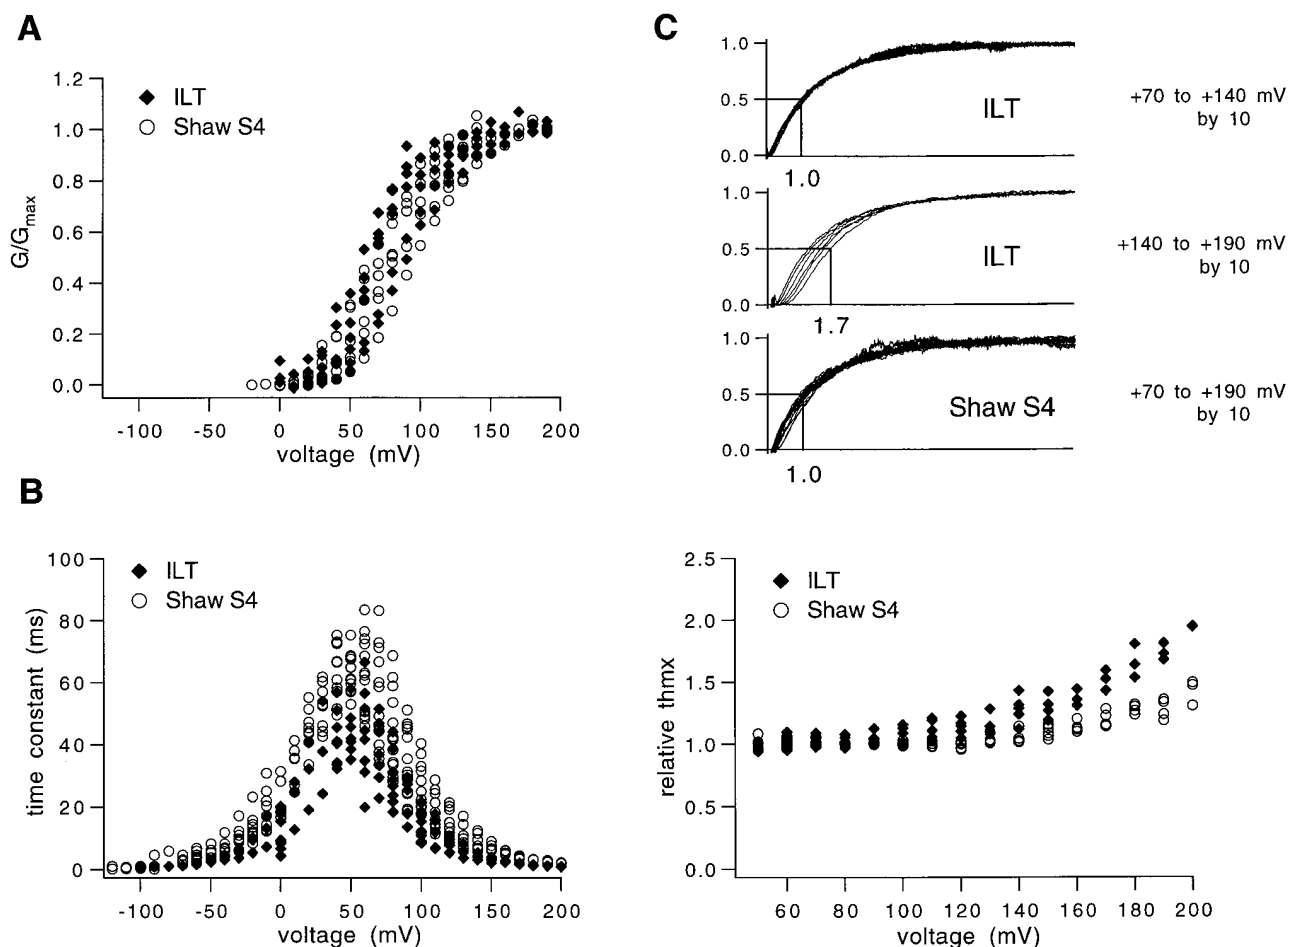 A
1.2
1.0
0.8
0.6
0.4
0.2
0.0
G/Gmax
ILT
Shaw S4
-100 -50 0 50 100 150 200
voltage (mV)
B
100
80
60
40
20
0
time constant (ms)
ILT
Shaw S4
-100 -50 0 50 100 150 200
voltage (mV)
C
1.0
0.5
0.0
ILT
+70 to +140 mV
by 10
1.0
1.0
0.5
0.0
ILT
+140 to +190 mV
by 10
1.7
1.0
0.5
0.0
Shaw S4
+70 to +190 mV
by 10
1.0
2.5
2.0
1.5
1.0
0.5
0.0
relative thmx
ILT
Shaw S4
60 80 100 120 140 160 180 200
voltage (mV)